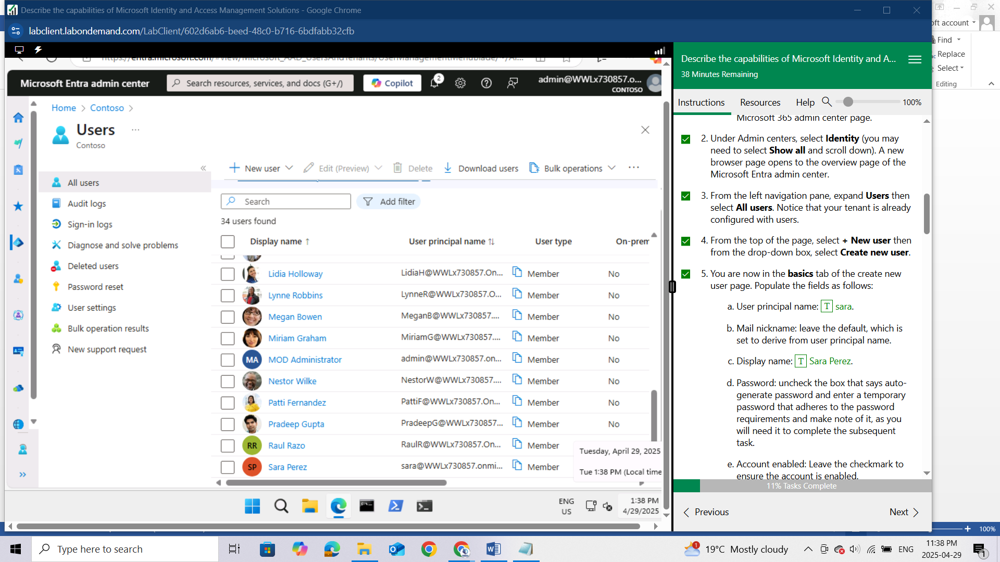 Describe the capabilities of Microsoft Identity and Access Management Solutions - Google Chrome
labclient.labondemand.com/LabClient/602d6ab6-beed-48c0-b716-6bdfabb32cfb
Microsoft Entra admin center
Search resources, services, and docs (G+/)
Copilot
2
admin@WWLx730857.o...
CONTOSO
Home > Contoso >
Users ...
Contoso
«
All users
Audit logs
Sign-in logs
Diagnose and solve problems
Deleted users
Password reset
User settings
Bulk operation results
New support request
»
New user
Edit (Preview)
Delete
Download users
Bulk operations
...
Search
Add filter
34 users found
Display name ↑ User principal name ↑↓ User type On-prem
Lidia Holloway LidiaH@WWLx730857.On... Member No
Lynne Robbins LynneR@WWLx730857.O... Member No
Megan Bowen MeganB@WWLx730857.... Member No
Miriam Graham MiriamG@WWLx730857.... Member No
MA MOD Administrator admin@WWLx730857.on... Member No
Nestor Wilke NestorW@WWLx730857.... Member No
Patti Fernandez PattiF@WWLx730857.On... Member No
Pradeep Gupta PradeepG@WWLx730857... Member No
RR Raul Razo RaulR@WWLx730857.On... Member
SP Sara Perez sara@WWLx730857.onmi... Member
Tuesday, April 29, 2025
Tue 1:38 PM (Local time
ENG
US
1:38 PM
4/29/2025
Describe the capabilities of Microsoft Identity and A...
38 Minutes Remaining
Instructions
Resources
Help
100%
Microsoft 365 admin center page.
2. Under Admin centers, select Identity (you may
need to select Show all and scroll down). A new
browser page opens to the overview page of the
Microsoft Entra admin center.
3. From the left navigation pane, expand Users then
select All users. Notice that your tenant is already
configured with users.
4. From the top of the page, select + New user then
from the drop-down box, select Create new user.
5. You are now in the basics tab of the create new
user page. Populate the fields as follows:
a. User principal name: T sara.
b. Mail nickname: leave the default, which is
set to derive from user principal name.
c. Display name: T Sara Perez.
d. Password: uncheck the box that says auto-
generate password and enter a temporary
password that adheres to the password
requirements and make note of it, as you
will need it to complete the subsequent
task.
e. Account enabled: Leave the checkmark to
ensure the account is enabled.
11% Tasks Complete
Previous
Next
oft account
Find
Replace
Select
Editing
100%
Type here to search
1
19°C Mostly cloudy
ENG
11:38 PM
2025-04-29
1